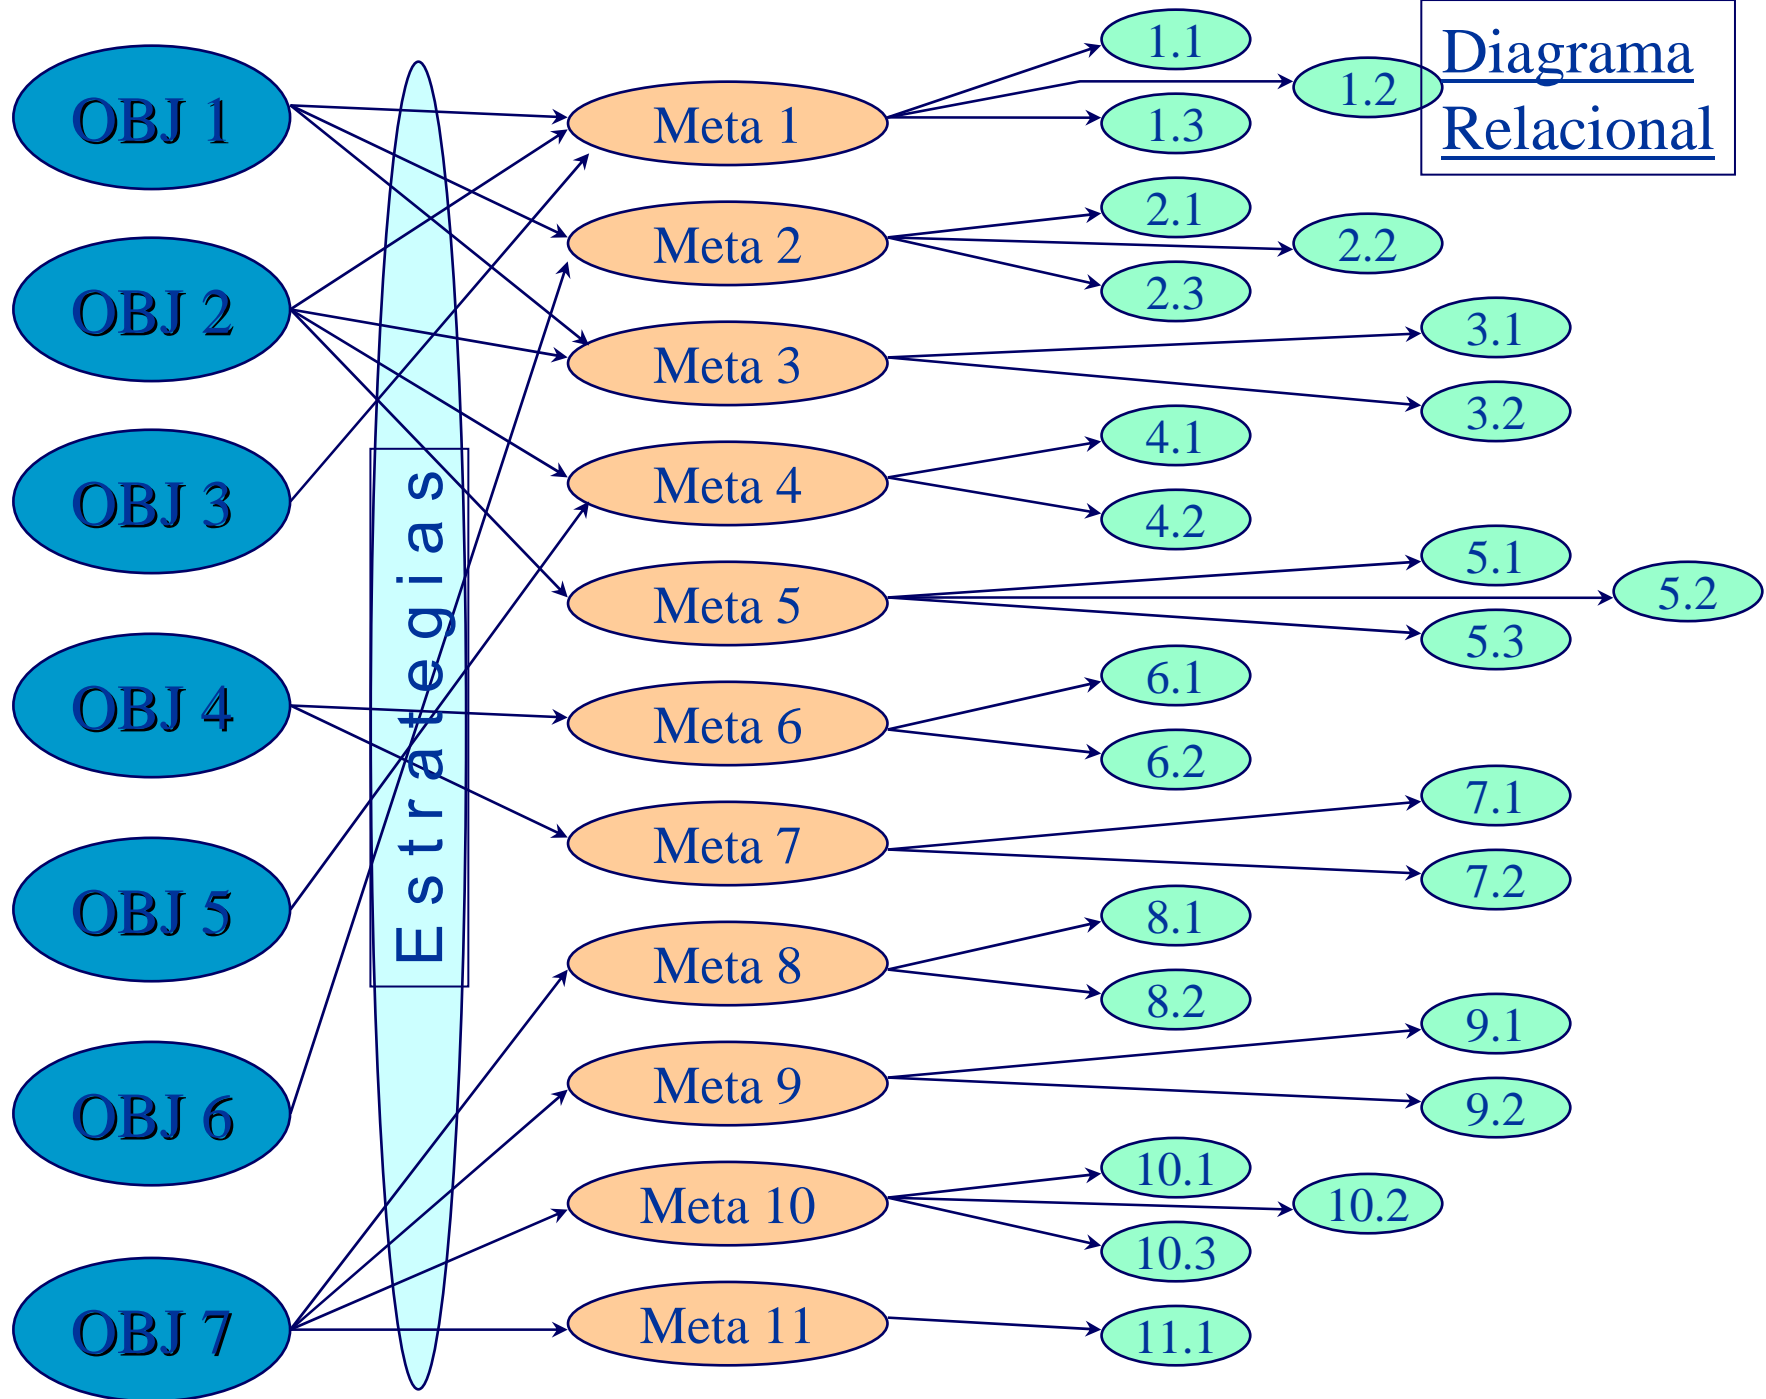 Diagrama
Relacional
OBJ 1
OBJ 2
OBJ 3
OBJ 4
OBJ 5
OBJ 6
OBJ 7
Estrategias
Meta 1
Meta 2
Meta 3
Meta 4
Meta 5
Meta 6
Meta 7
Meta 8
Meta 9
Meta 10
Meta 11
1.1
1.2
1.3
2.1
2.2
2.3
3.1
3.2
4.1
4.2
5.1
5.2
5.3
6.1
6.2
7.1
7.2
8.1
8.2
9.1
9.2
10.1
10.2
10.3
11.1